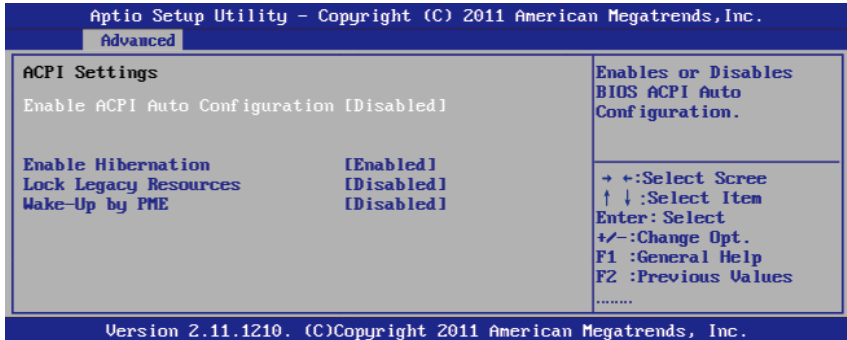 Aptio Setup Utility – Copyright (C) 2011 American Megatrends,Inc.
Advanced
ACPI Settings
Enable ACPI Auto Configuration [Disabled]
Enable Hibernation [Enabled]
Lock Legacy Resources [Disabled]
Wake-Up by PME [Disabled]
Enables or Disables
BIOS ACPI Auto
Configuration.
→ ←:Select Scree
↑ ↓ :Select Item
Enter: Select
+/-:Change Opt.
F1 :General Help
F2 :Previous Values
........
Version 2.11.1210. (C)Copyright 2011 American Megatrends, Inc.